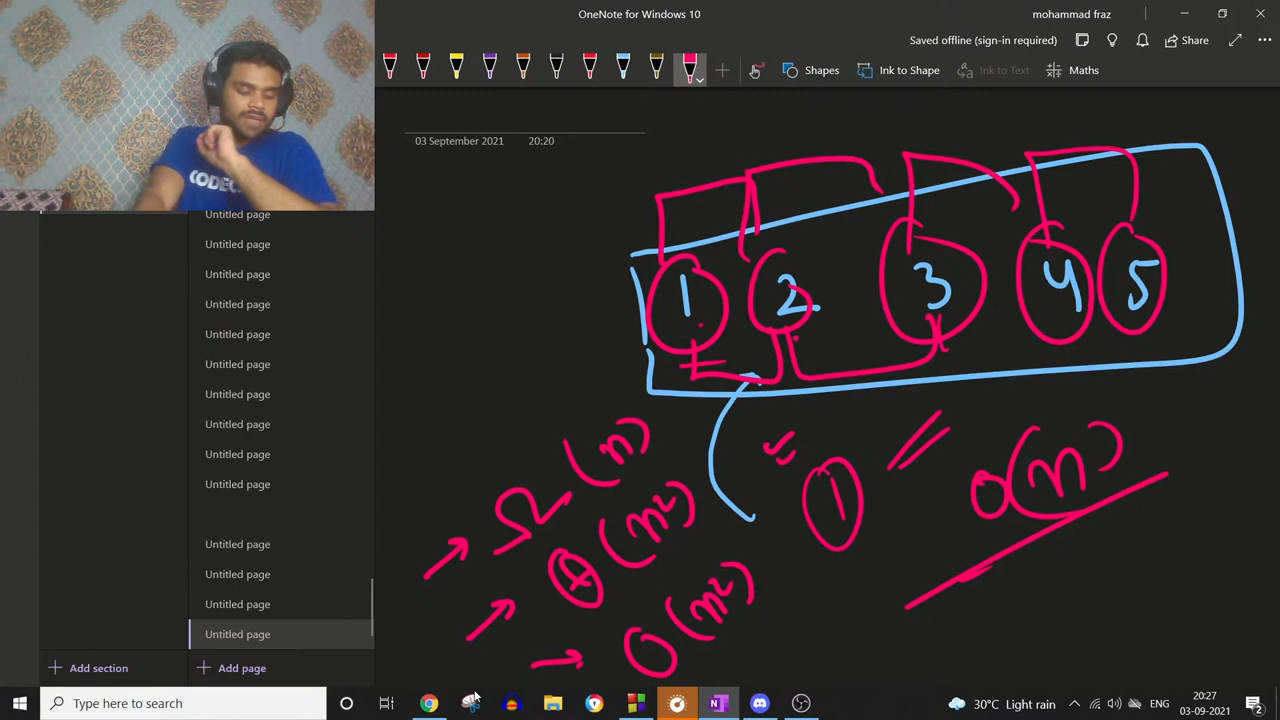 OneNote for Windows 10
mohammad fraz
Saved offline (sign-in required)
Share
Shapes
Ink to Shape
Ink to Text
Maths
03 September 2021 20:20
CODEC
1 2 3 4 5
Ω(n)
(n²)
O(n²)
1
O(n)
Untitled page
Untitled page
Untitled page
Untitled page
Untitled page
Untitled page
Untitled page
Untitled page
Untitled page
Untitled page
Untitled page
Untitled page
Untitled page
Untitled page
Add section
Add page
Type here to search
30°C Light rain
ENG
20:27
03-09-2021
2